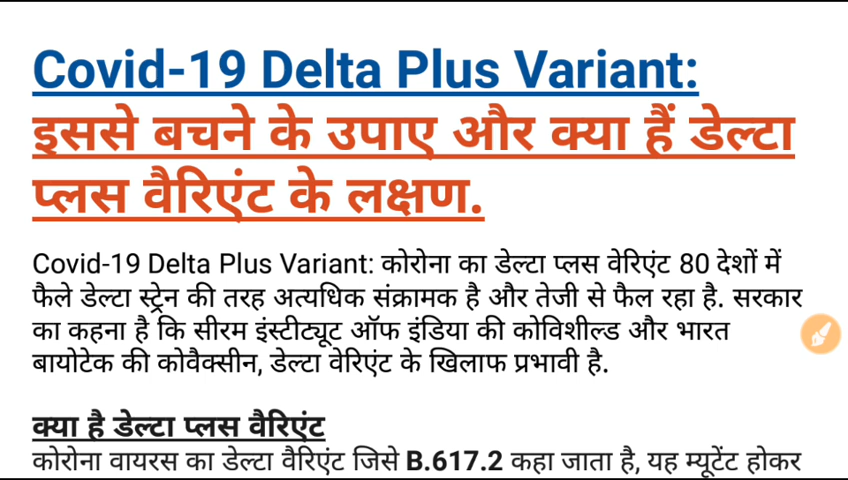 Covid-19 Delta Plus Variant:
इससे बचने के उपाए और क्या हैं डेल्टा
प्लस वैरिएंट के लक्षण.
Covid-19 Delta Plus Variant: कोरोना का डेल्टा प्लस वेरिएंट 80 देशों में
फैले डेल्टा स्ट्रेन की तरह अत्यधिक संक्रामक है और तेजी से फैल रहा है. सरकार
का कहना है कि सीरम इंस्टीट्यूट ऑफ इंडिया की कोविशील्ड और भारत
बायोटेक की कोवैक्सीन, डेल्टा वेरिएंट के खिलाफ प्रभावी है.
क्या है डेल्टा प्लस वैरिएंट
कोरोना वायरस का डेल्टा वैरिएंट जिसे B.617.2 कहा जाता है, यह म्यूटेंट होकर